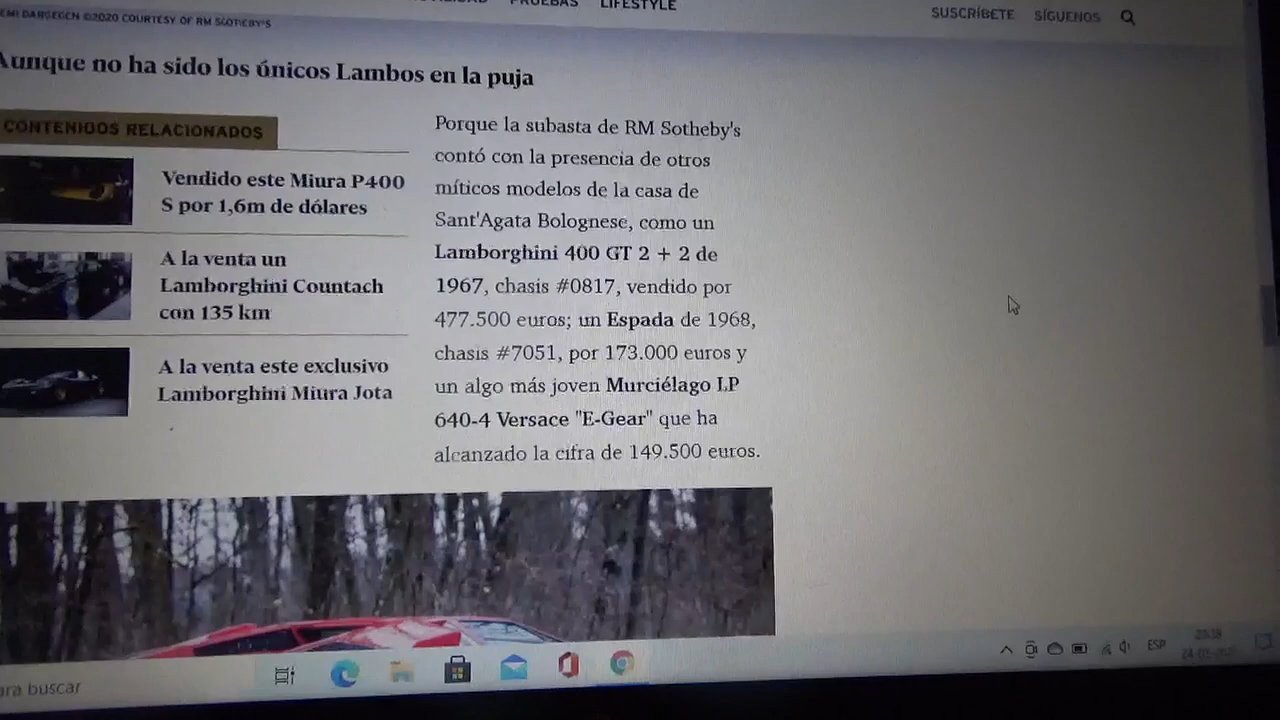 PRUEBAS LIFESTYLE
SUSCRÍBETE SÍGUENOS
©2020 COURTESY OF RM SOTHEBY'S
Aunque no ha sido los únicos Lambos en la puja
CONTENIDOS RELACIONADOS
Vendido este Miura P400
S por 1,6m de dólares
A la venta un
Lamborghini Countach
con 135 km
A la venta este exclusivo
Lamborghini Miura Jota
Porque la subasta de RM Sotheby's
contó con la presencia de otros
míticos modelos de la casa de
Sant'Agata Bolognese, como un
Lamborghini 400 GT 2 + 2 de
1967, chasis #0817, vendido por
477.500 euros; un Espada de 1968,
chasis #7051, por 173.000 euros y
un algo más joven Murciélago LP
640-4 Versace "E-Gear" que ha
alcanzado la cifra de 149.500 euros.
ara buscar
ESP